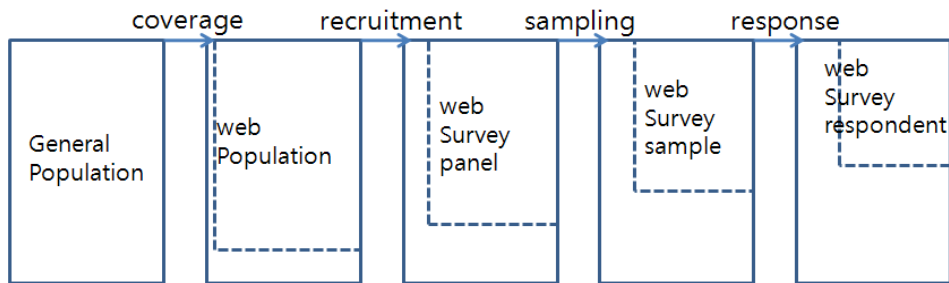 coverage
recruitment
sampling
response
General
Population
web
Population
web
Survey
panel
web
Survey
sample
web
Survey
respondent